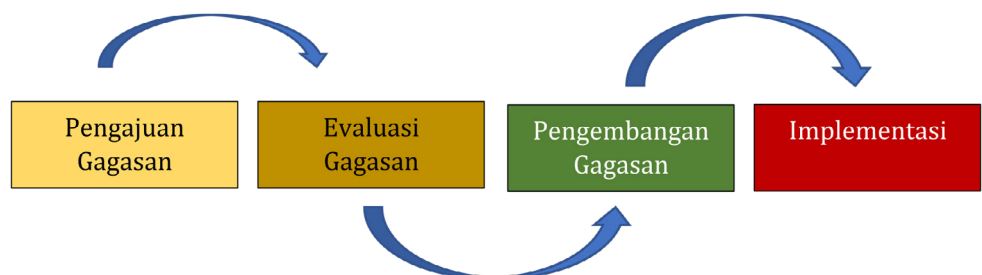 Pengajuan
Gagasan
Evaluasi
Gagasan
Pengembangan
Gagasan
Implementasi